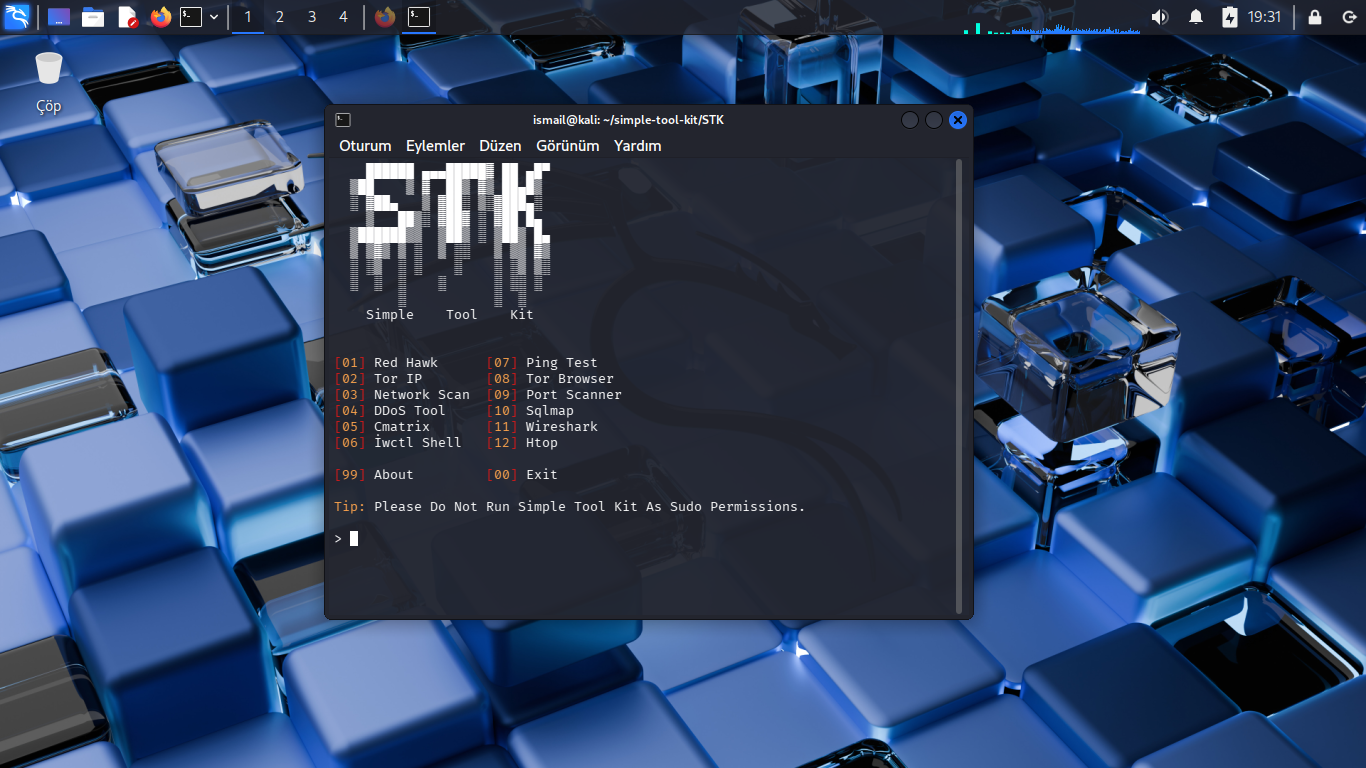 1 2 3 4 19:31
Çöp
ismail@kali: ~/simple-tool-kit/STK
Oturum Eylemler Düzen Görünüm Yardım
STK
Simple Tool Kit
[01] Red Hawk [07] Ping Test
[02] Tor IP [08] Tor Browser
[03] Network Scan [09] Port Scanner
[04] DDoS Tool [10] Sqlmap
[05] Cmatrix [11] Wireshark
[06] İwctl Shell [12] Htop
[99] About [00] Exit
Tip: Please Do Not Run Simple Tool Kit As Sudo Permissions.
>